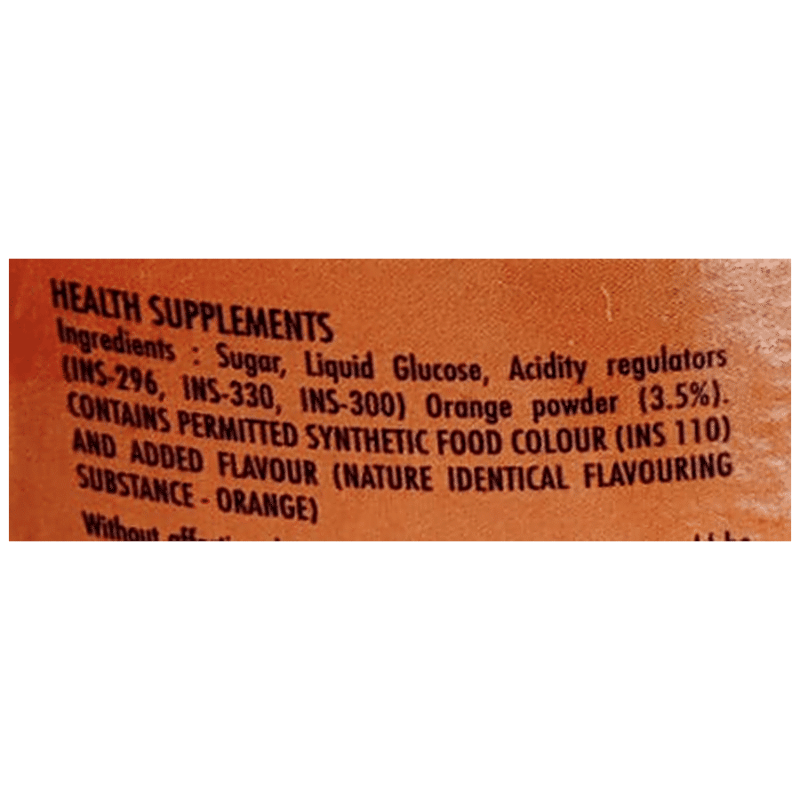 HEALTH SUPPLEMENTS
Ingredients : Sugar, Liquid Glucose, Acidity regulators
(INS-296, INS-330, INS-300) Orange powder (3.5%).
CONTAINS PERMITTED SYNTHETIC FOOD COLOUR (INS 110)
AND ADDED FLAVOUR (NATURE IDENTICAL FLAVOURING
SUBSTANCE - ORANGE)
Without